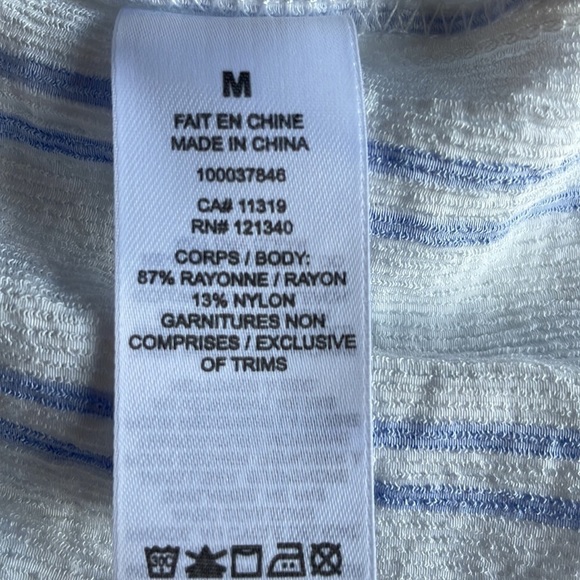 M
FAIT EN CHINE
MADE IN CHINA
100037846
CA# 11319
RN# 121340
CORPS / BODY:
87% RAYONNE / RAYON
13% NYLON
GARNITURES NON
COMPRISES / EXCLUSIVE
OF TRIMS